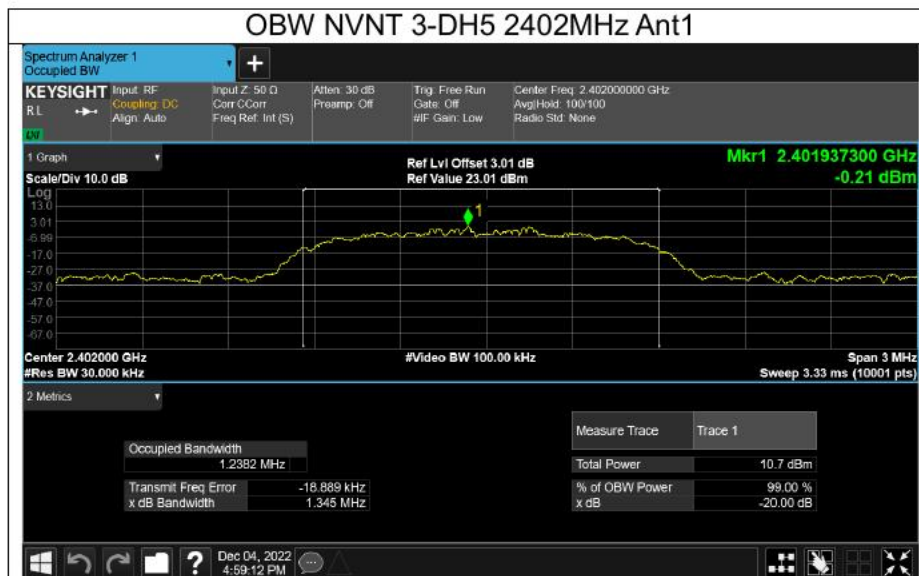 OBW NVNT 3-DH5 2402MHz Ant1
Spectrum Analyzer 1
Occupied BW
+
KEYSIGHT
R L
Input: RF
Coupling: DC
Align: Auto
Input Z: 50 Ω
Corr CCorr
Freq Ref: Int (S)
Atten: 30 dB
Preamp: Off
Trig: Free Run
Gate: Off
#IF Gain: Low
Center Freq: 2.402000000 GHz
Avg|Hold: 100/100
Radio Std: None
1 Graph
Scale/Div 10.0 dB
Ref Lvl Offset 3.01 dB
Ref Value 23.01 dBm
Mkr1 2.401937300 GHz
-0.21 dBm
Log
13.0
3.01
-6.99
-17.0
-27.0
-37.0
-47.0
-57.0
-67.0
1
Center 2.402000 GHz
#Res BW 30.000 kHz
#Video BW 100.00 kHz
Span 3 MHz
Sweep 3.33 ms (10001 pts)
2 Metrics
Occupied Bandwidth
1.2382 MHz
Transmit Freq Error -18.889 kHz
x dB Bandwidth 1.345 MHz
Measure Trace Trace 1
Total Power 10.7 dBm
% of OBW Power 99.00 %
x dB -20.00 dB
?
Dec 04, 2022
4:59:12 PM